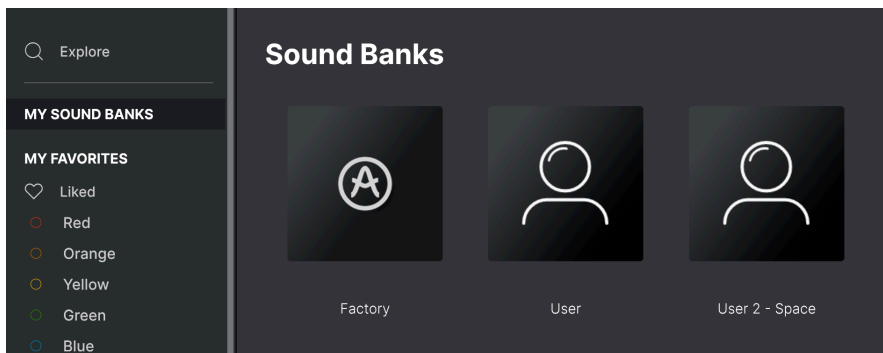 Explore
MY SOUND BANKS
MY FAVORITES
Liked
Red
Orange
Yellow
Green
Blue
Sound Banks
Factory
User
User 2 - Space